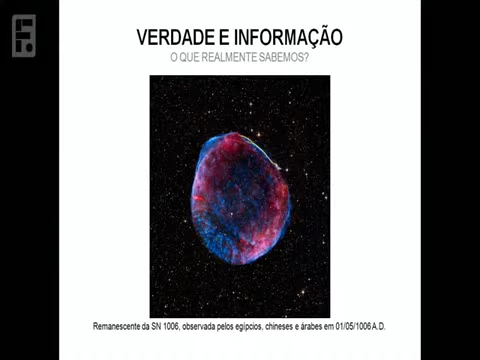 VERDADE E INFORMAÇÃO
O QUE REALMENTE SABEMOS?
Remanescente da SN 1006, observada pelos egípcios, chineses e árabes em 01/05/1006 A.D.